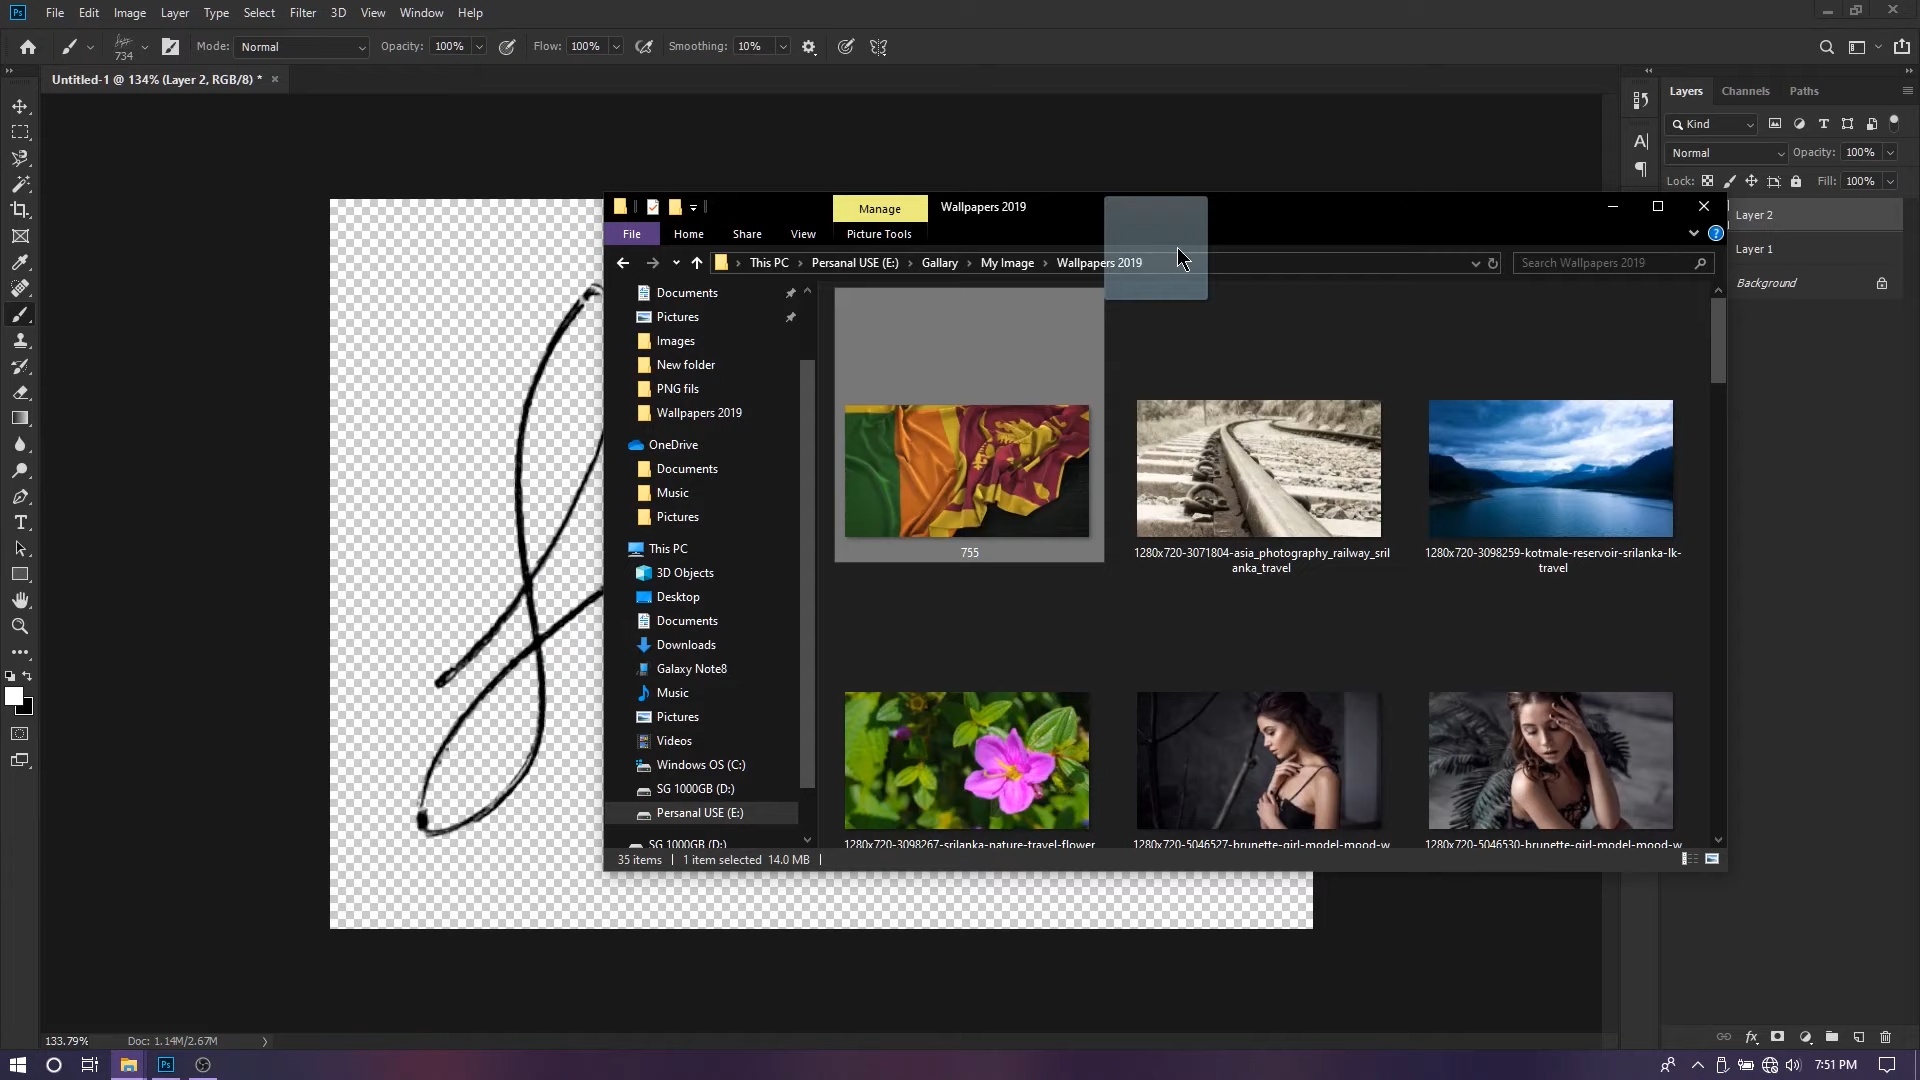 Ps File Edit Image Layer Type Select Filter 3D View Window Help
734 Mode: Normal Opacity: 100% Flow: 100% Smoothing: 10%
Untitled-1 @ 134% (Layer 2, RGB/8) * ×
Layers Channels Paths
Kind
Normal Opacity: 100%
Lock: Fill: 100%
Layer 2
Layer 1
Background
Manage Wallpapers 2019
File Home Share View Picture Tools
This PC › Persanal USE (E:) › Gallary › My Image › Wallpapers 2019
Search Wallpapers 2019
Documents
Pictures
Images
New folder
PNG fils
Wallpapers 2019
OneDrive
Documents
Music
Pictures
This PC
3D Objects
Desktop
Documents
Downloads
Galaxy Note8
Music
Pictures
Videos
Windows OS (C:)
SG 1000GB (D:)
Persanal USE (E:)
SG 1000GB (D:)
755
1280x720-3071804-asia_photography_railway_sril
anka_travel
1280x720-3098259-kotmale-reservoir-srilanka-lk-
travel
1280x720-3098267-srilanka-nature-travel-flower
1280x720-5046527-brunette-girl-model-mood-w
1280x720-5046530-brunette-girl-model-mood-w
35 items 1 item selected 14.0 MB
133.79% Doc: 1.14M/2.67M
Ps
7:51 PM